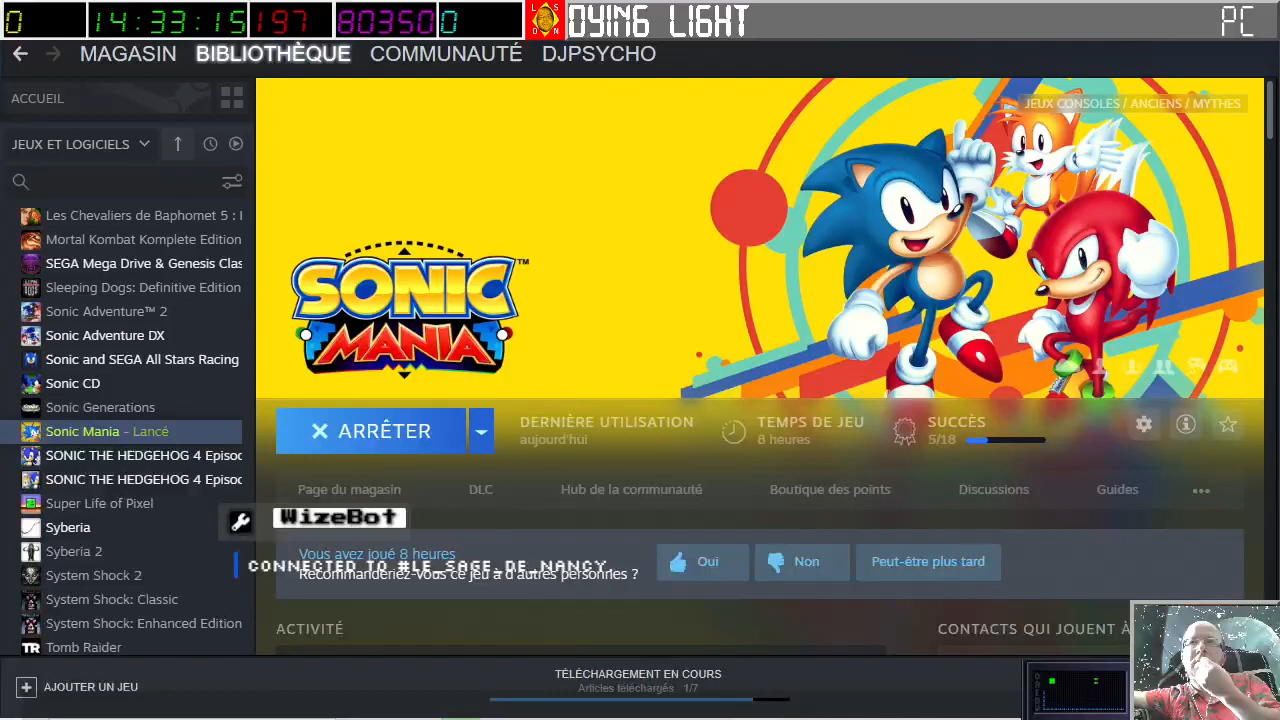 0 14:33:15 197 80350 0 LSDN DYING LIGHT PC
MAGASIN BIBLIOTHÈQUE COMMUNAUTÉ DJPSYCHO
ACCUEIL
JEUX CONSOLES / ANCIENS / MYTHES
JEUX ET LOGICIELS
Les Chevaliers de Baphomet 5 :
Mortal Kombat Komplete Edition
SEGA Mega Drive & Genesis Clas
Sleeping Dogs: Definitive Edition
Sonic Adventure™ 2
Sonic Adventure DX
Sonic and SEGA All Stars Racing
Sonic CD
Sonic Generations
Sonic Mania - Lancé
SONIC THE HEDGEHOG 4 Episod
SONIC THE HEDGEHOG 4 Episod
Super Life of Pixel
Syberia
Syberia 2
System Shock 2
System Shock: Classic
System Shock: Enhanced Edition
Tomb Raider
SONIC ™
MANIA
ARRÊTER
DERNIÈRE UTILISATION
aujourd'hui
TEMPS DE JEU
8 heures
SUCCÈS
5/18
Page du magasin DLC Hub de la communauté Boutique des points Discussions Guides
WizeBot
Vous avez joué 8 heures
CONNECTED TO #LE_SAGE_DE_NANCY
Recommanderiez-vous ce jeu à d'autres personnes ?
Oui Non Peut-être plus tard
ACTIVITÉ
CONTACTS QUI JOUENT À
AJOUTER UN JEU
TÉLÉCHARGEMENT EN COURS
Articles téléchargés 1/7